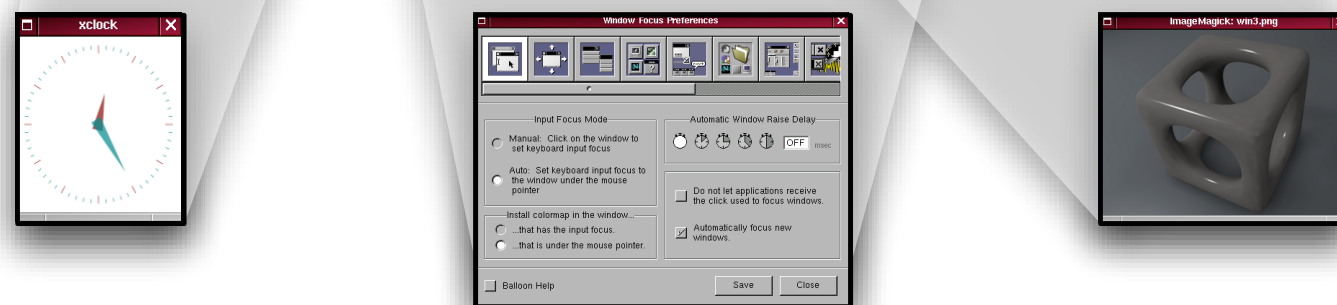 xclock
Window Focus Preferences
ImageMagick: win3.png
Input Focus Mode
Manual: Click on the window to
set keyboard input focus
Auto: Set keyboard input focus to
the window under the mouse
pointer
Install colormap in the window...
...that has the input focus.
...that is under the mouse pointer.
Automatic Window Raise Delay
OFF msec
Do not let applications receive
the click used to focus windows.
Automatically focus new
windows.
Balloon Help
Save
Close